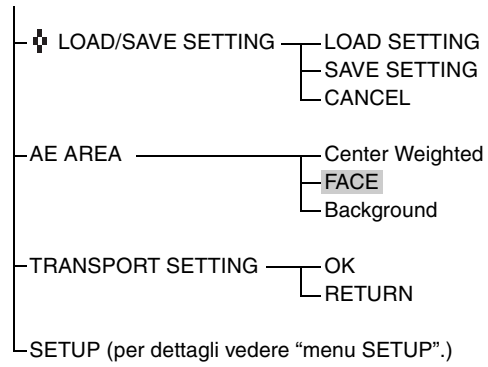 LOAD/SAVE SETTING LOAD SETTING
SAVE SETTING
CANCEL
AE AREA Center Weighted
FACE
Background
TRANSPORT SETTING OK
RETURN
SETUP (per dettagli vedere “menu SETUP”.)